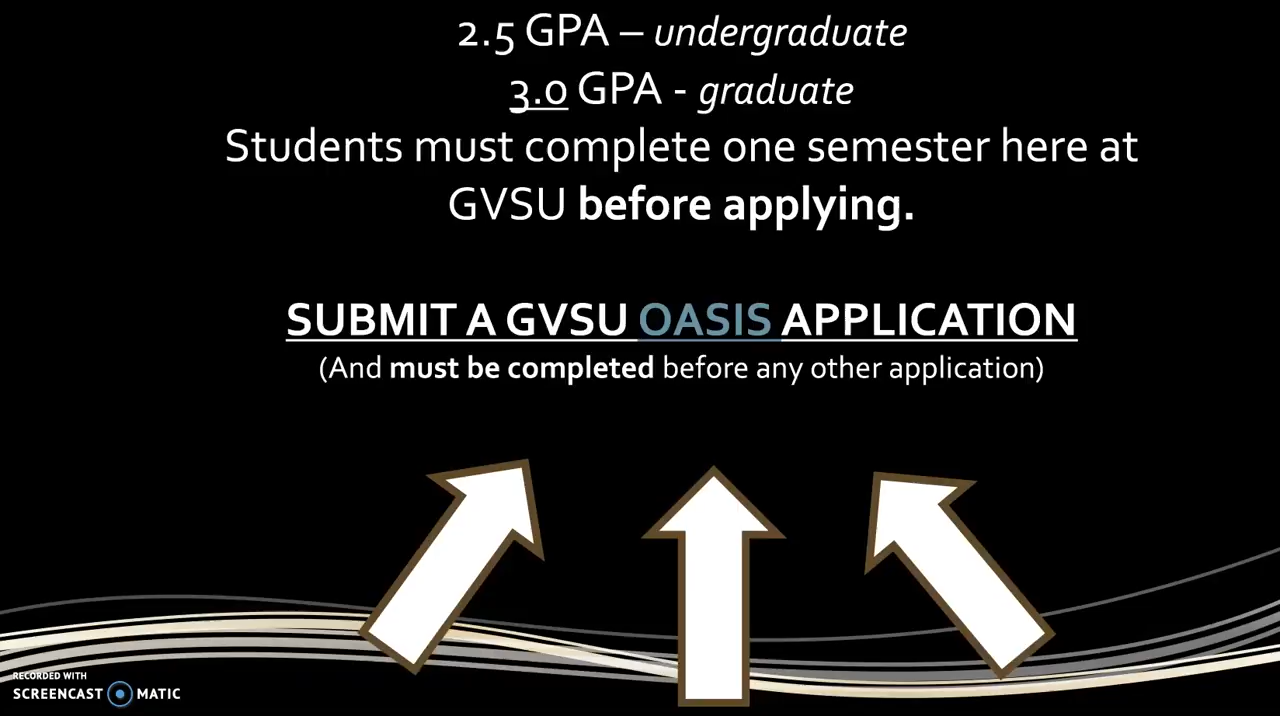 2.5 GPA – undergraduate
3.0 GPA - graduate
Students must complete one semester here at
GVSU before applying.
SUBMIT A GVSU OASIS APPLICATION
(And must be completed before any other application)
RECORDED WITH
SCREENCAST MATIC